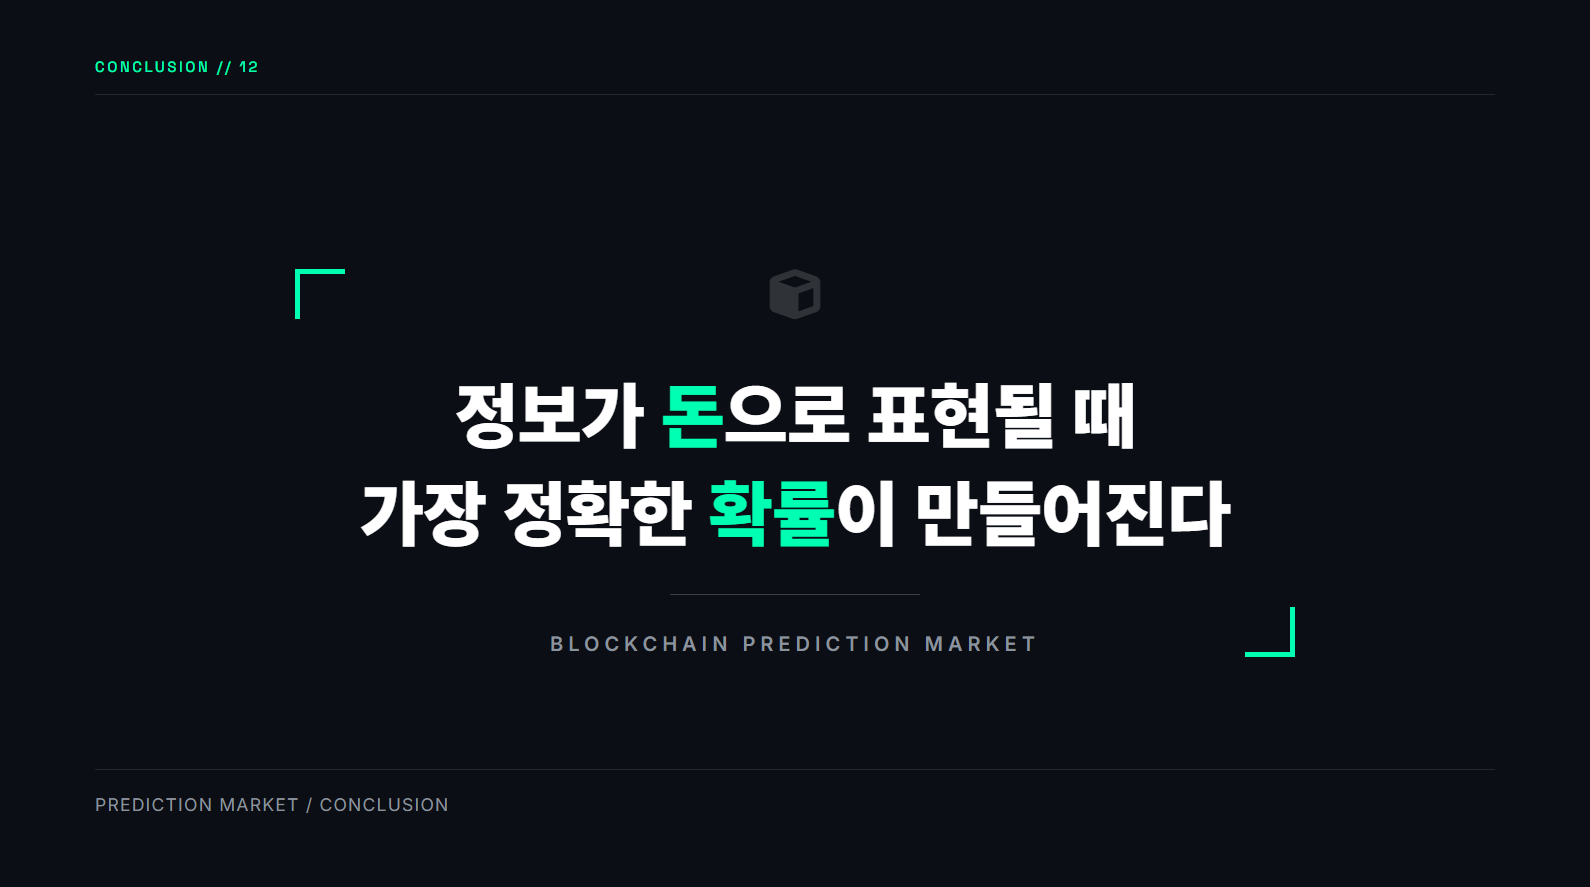 CONCLUSION // 12
정보가 돈으로 표현될 때
가장 정확한 확률이 만들어진다
BLOCKCHAIN PREDICTION MARKET
PREDICTION MARKET / CONCLUSION